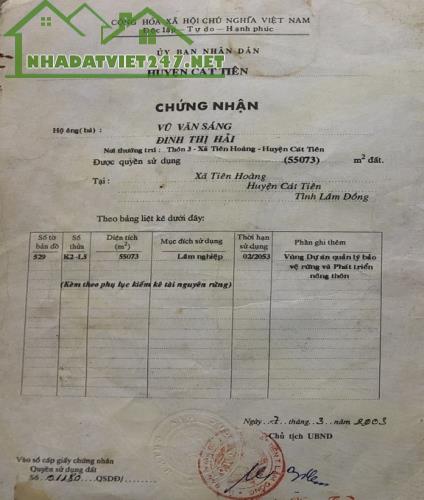 CỘNG HÒA XÃ HỘI CHỦ NGHĨA VIỆT NAM
Độc lập - Tự do - Hạnh phúc
NHADATVIET247.NET
ỦY BAN NHÂN DÂN
HUYỆN CÁT TIÊN
CHỨNG NHẬN
Hộ ông (bà) : VŨ VĂN SÁNG
ĐINH THỊ HẢI
Nơi thường trú : Thôn 3 - Xã Tiên Hoàng - Huyện Cát Tiên
Được quyền sử dụng (55073) m² đất.
Tại : Xã Tiên Hoàng
Huyện Cát Tiên
Tỉnh Lâm Đồng
Theo bảng liệt kê dưới đây:
Số tờ bản đồ Số thửa Diện tích (m²) Mục đích sử dụng Thời hạn sử dụng Phần ghi thêm
529 K2-L5 55073 Lâm nghiệp 02/2053 Vùng Dự án quản lý bảo
vệ rừng và Phát triển
nông thôn
(Kèm theo phụ lục kiểm kê tài nguyên rừng)
Ngày 7 tháng 3 năm 2003
Chủ tịch UBND
Vào sổ cấp giấy chứng nhận
Quyền sử dụng đất
Số 01180 QSDĐ/